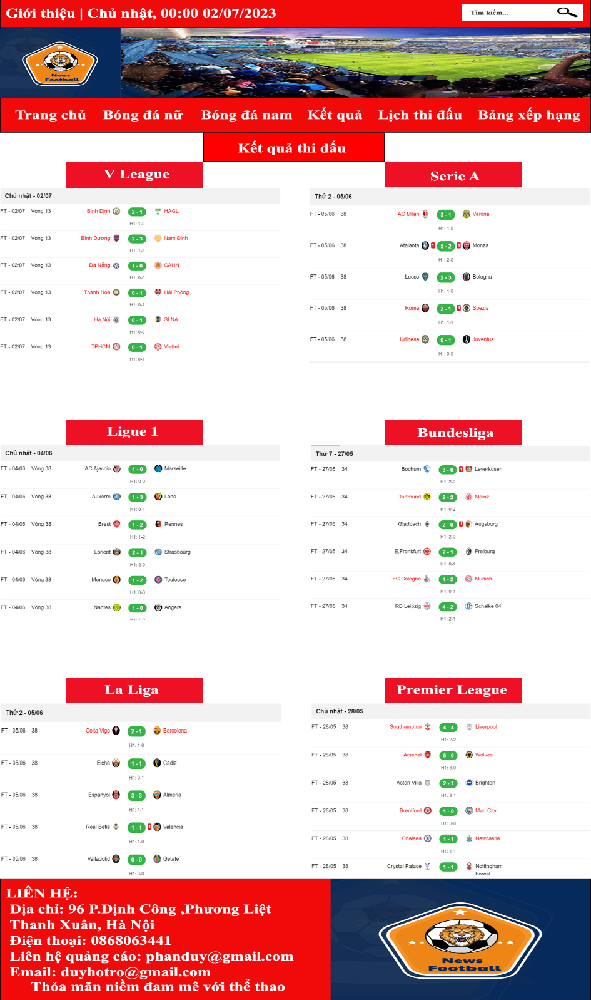 Giới thiệu | Chủ nhật, 00:00 02/07/2023
Tìm kiếm...
News
Football
Trang chủ Bóng đá nữ Bóng đá nam Kết quả Lịch thi đấu Bảng xếp hạng
Kết quả thi đấu
V League
Chủ nhật - 02/07
FT - 02/07 Vòng 13 Bình Định 2 - 1 HAGL
H1: 1-0
FT - 02/07 Vòng 13 Bình Dương 2 - 3 Nam Định
H1: 1-3
FT - 02/07 Vòng 13 Đà Nẵng 1 - 0 CAHN
H1: 0-0
FT - 02/07 Vòng 13 Thanh Hóa 0 - 1 Hải Phòng
H1: 0-1
FT - 02/07 Vòng 13 Hà Nội 0 - 1 SLNA
H1: 0-0
FT - 02/07 Vòng 13 TPHCM 0 - 1 Viettel
H1: 0-1
Serie A
Thứ 2 - 05/06
FT - 05/06 38 AC Milan 3 - 1 Verona
H1: 1-0
FT - 05/06 38 Atalanta 1 5 - 2 1 Monza
H1: 2-0
FT - 05/06 38 Lecce 2 - 3 Bologna
H1: 1-0
FT - 05/06 38 Roma 2 - 1 1 Spezia
H1: 1-1
FT - 05/06 38 Udinese 0 - 1 Juventus
H1: 0-0
Ligue 1
Chủ nhật - 04/06
FT - 04/06 Vòng 38 AC Ajaccio 1 - 0 Marseille
H1: 0-0
FT - 04/06 Vòng 38 Auxerre 1 - 3 Lens
H1: 0-1
FT - 04/06 Vòng 38 Brest 1 - 2 Rennes
H1: 1-2
FT - 04/06 Vòng 38 Lorient 2 - 1 Strasbourg
H1: 2-0
FT - 04/06 Vòng 38 Monaco 1 - 2 Toulouse
H1: 0-0
FT - 04/06 Vòng 38 Nantes 1 - 0 Angers
Bundesliga
Thứ 7 - 27/05
FT - 27/05 34 Bochum 3 - 0 1 Leverkusen
H1: 2-0
FT - 27/05 34 Dortmund 2 - 2 Mainz
H1: 0-2
FT - 27/05 34 Gladbach 2 - 0 1 Augsburg
H1: 2-0
FT - 27/05 34 E.Frankfurt 2 - 1 Freiburg
H1: 0-1
FT - 27/05 34 FC Cologne 1 - 2 Munich
H1: 0-1
FT - 27/05 34 RB Leipzig 4 - 2 Schalke 04
H1: 2-1
La Liga
Thứ 2 - 05/06
FT - 05/06 38 Celta Vigo 2 - 1 Barcelona
H1: 1-0
FT - 05/06 38 Elche 1 - 1 Cadiz
H1: 0-1
FT - 05/06 38 Espanyol 3 - 3 Almeria
H1: 1-1
FT - 05/06 38 Real Betis 1 - 1 1 Valencia
H1: 1-0
FT - 05/06 38 Valladolid 0 - 0 Getafe
H1: 0-0
Premier League
Chủ nhật - 28/05
FT - 28/05 38 Southampton 4 - 4 Liverpool
H1: 2-2
FT - 28/05 38 Arsenal 5 - 0 Wolves
H1: 3-0
FT - 28/05 38 Aston Villa 2 - 1 Brighton
H1: 2-1
FT - 28/05 38 Brentford 1 - 0 Man City
H1: 0-0
FT - 28/05 38 Chelsea 1 - 1 Newcastle
H1: 1-1
FT - 28/05 38 Crystal Palace 1 - 1 Nottingham
Forest
LIÊN HỆ:
Địa chỉ: 96 P.Định Công ,Phương Liệt
Thanh Xuân, Hà Nội
Điện thoại: 0868063441
Liên hệ quảng cáo: phanduy@gmail.com
Email: duyhotro@gmail.com
Thỏa mãn niềm đam mê với thể thao
News
Football